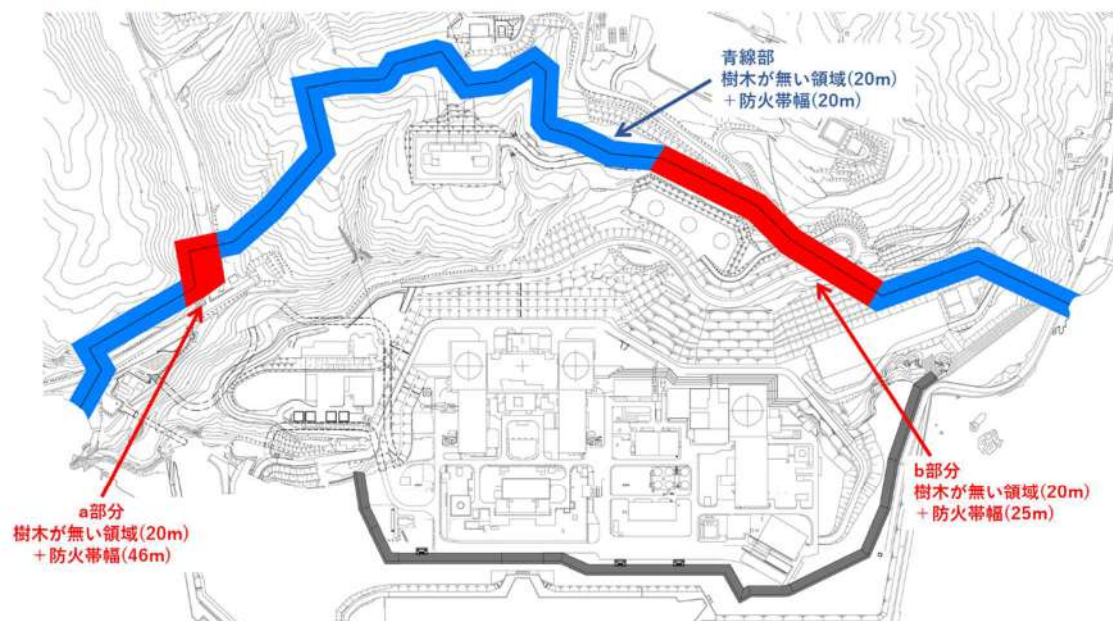 青線部
樹木が無い領域(20m)
＋防火帯幅(20m)
a部分
樹木が無い領域(20m)
＋防火帯幅(46m)
b部分
樹木が無い領域(20m)
＋防火帯幅(25m)